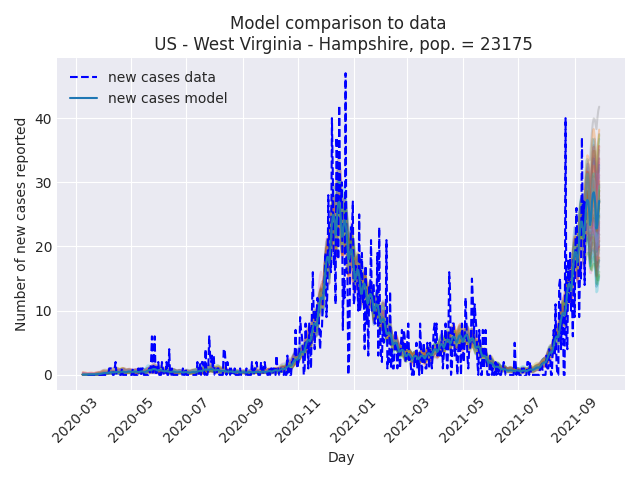 Model comparison to data
US - West Virginia - Hampshire, pop. = 23175
new cases data
new cases model
Number of new cases reported
40
30
20
10
0
2020-03
2020-05
2020-07
2020-09
2020-11
2021-01
2021-03
2021-05
2021-07
2021-09
Day